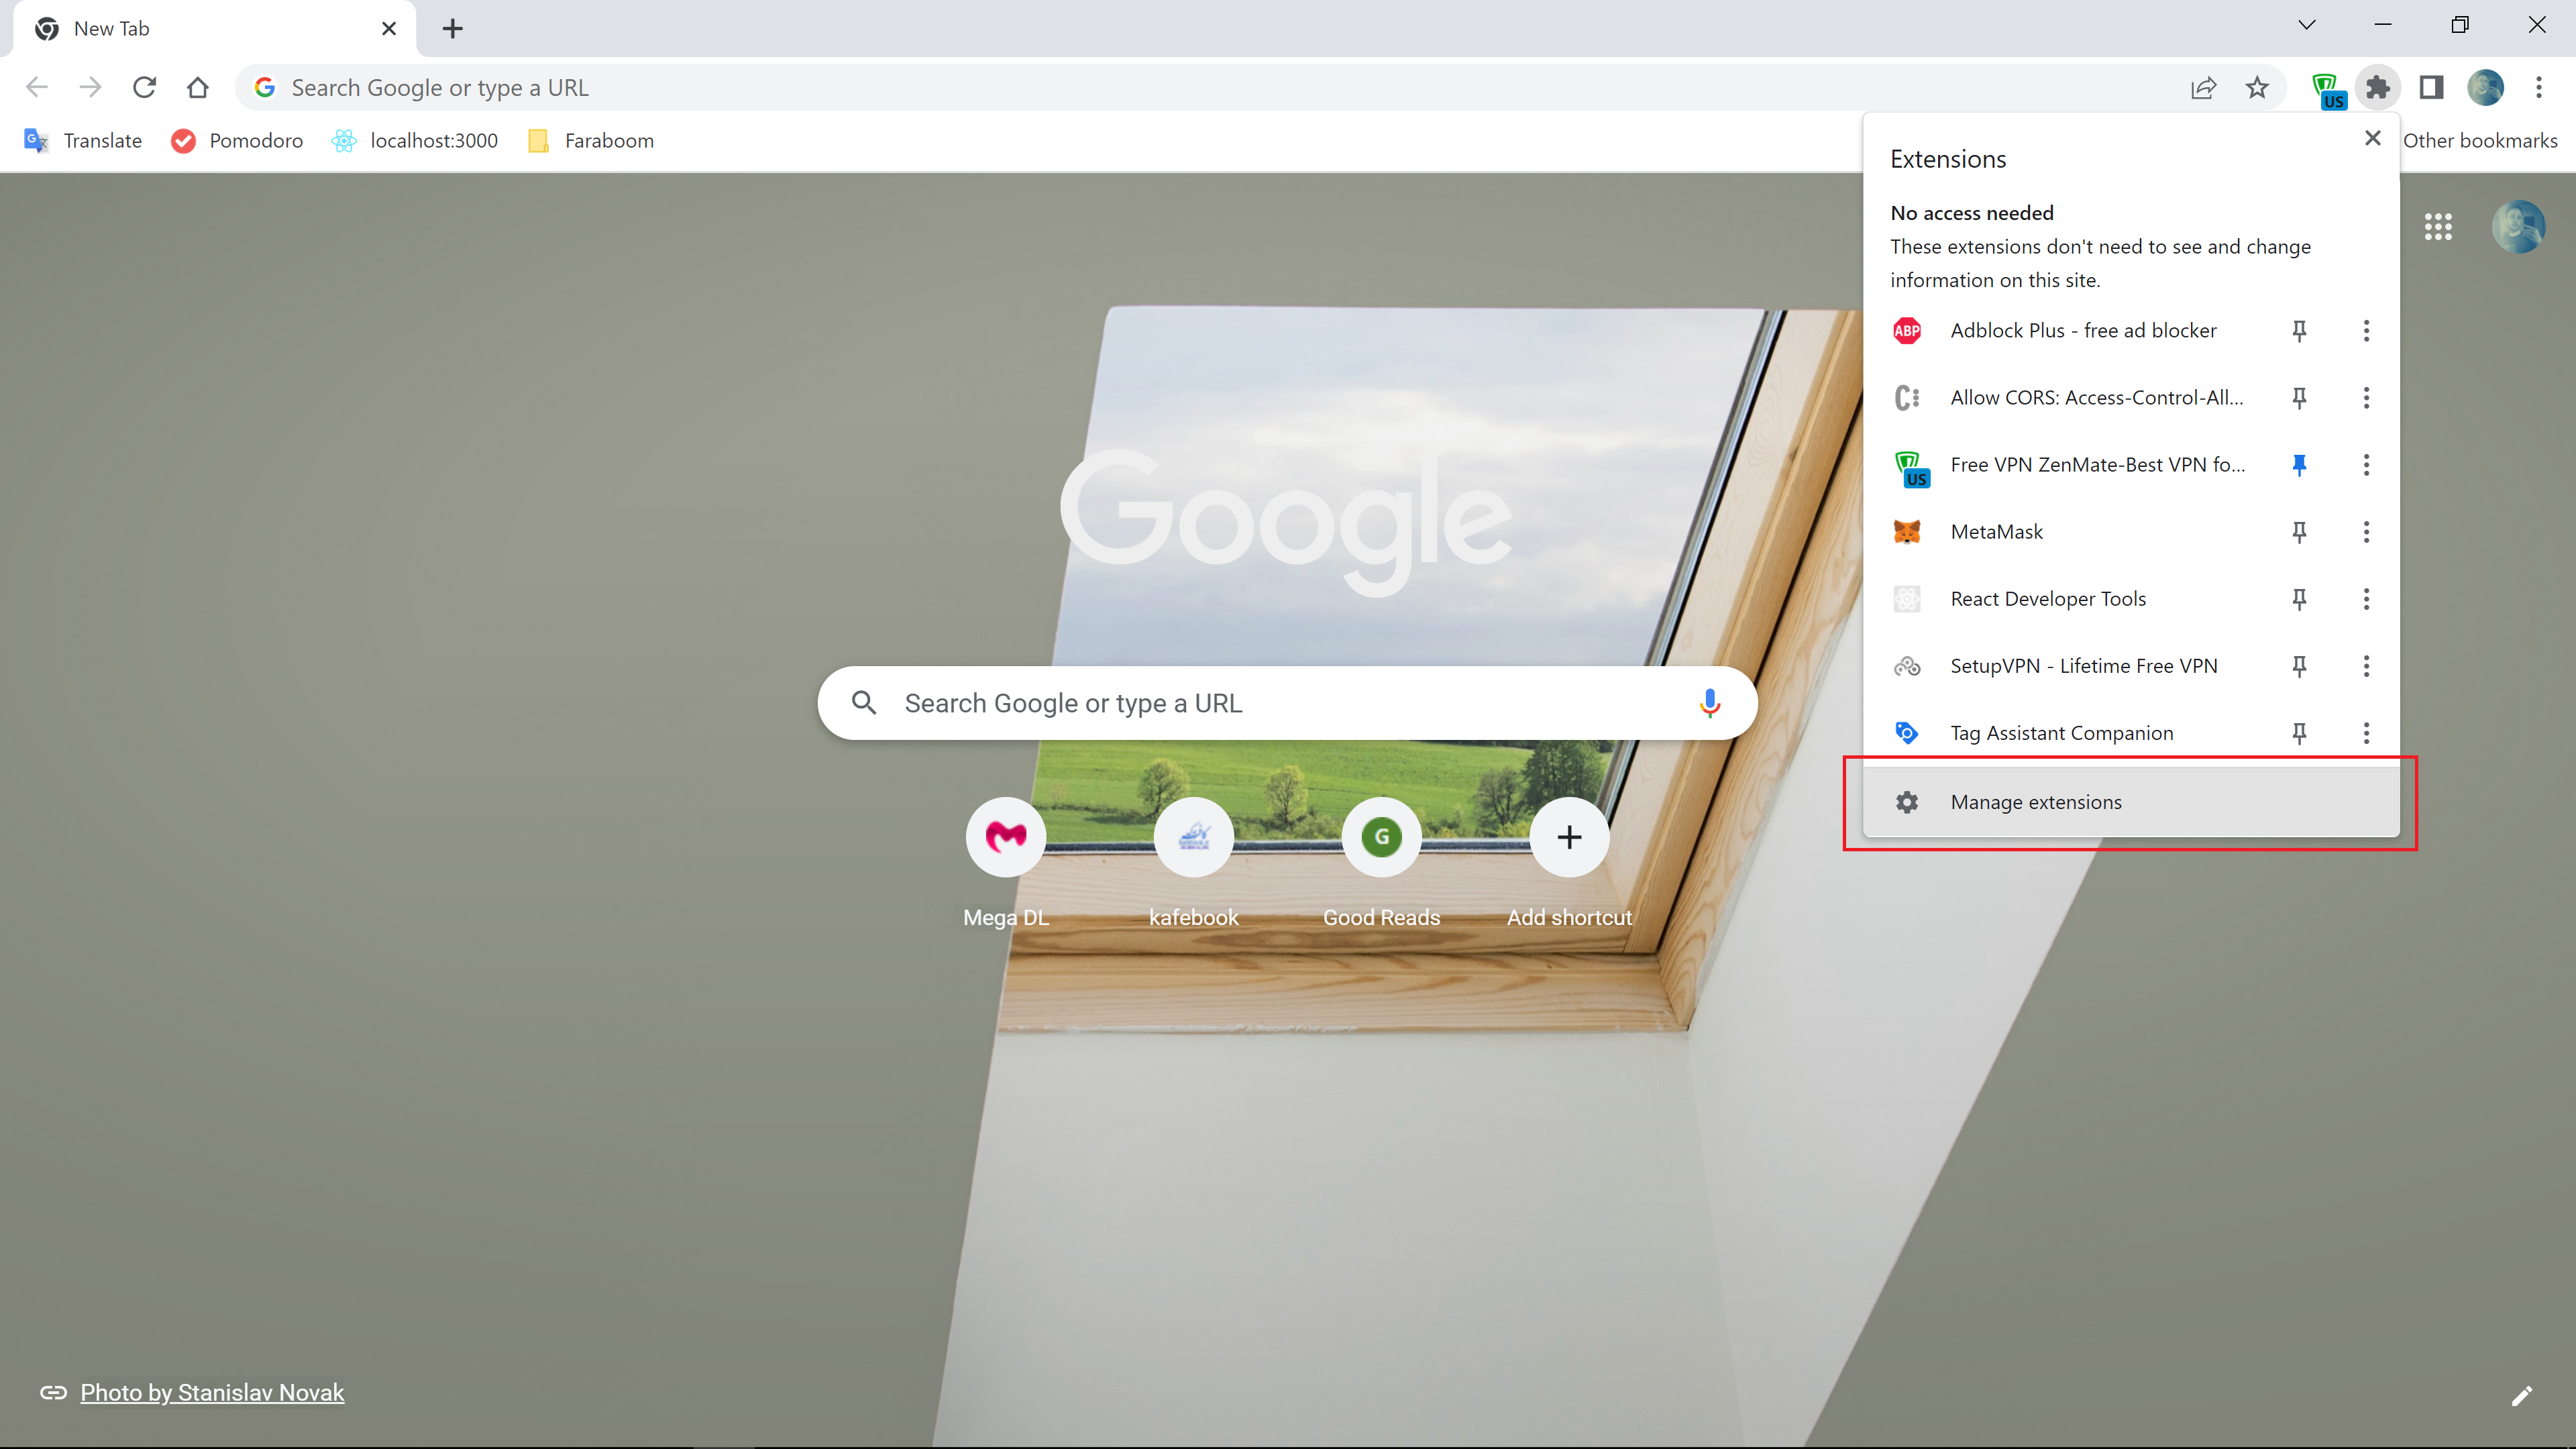 New Tab
Search Google or type a URL
US
Translate
Pomodoro
localhost:3000
Faraboom
Other bookmarks
Extensions
No access needed
These extensions don't need to see and change
information on this site.
ABP Adblock Plus - free ad blocker
C: Allow CORS: Access-Control-All...
US Free VPN ZenMate-Best VPN fo...
MetaMask
React Developer Tools
SetupVPN - Lifetime Free VPN
Tag Assistant Companion
Manage extensions
Google
Search Google or type a URL
G
Mega DL
kafebook
Good Reads
Add shortcut
Photo by Stanislav Novak